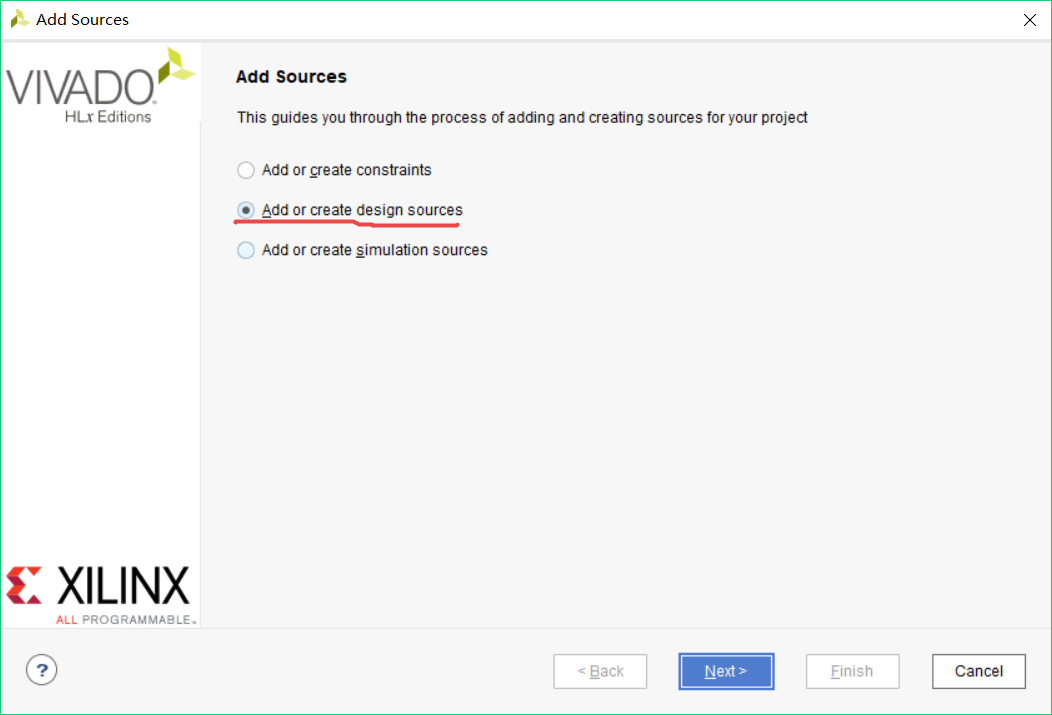 Add Sources
VIVADO.
HLx Editions
Add Sources
This guides you through the process of adding and creating sources for your project
Add or create constraints
Add or create design sources
Add or create simulation sources
XILINX
ALL PROGRAMMABLE™
?
< Back
Next >
Finish
Cancel